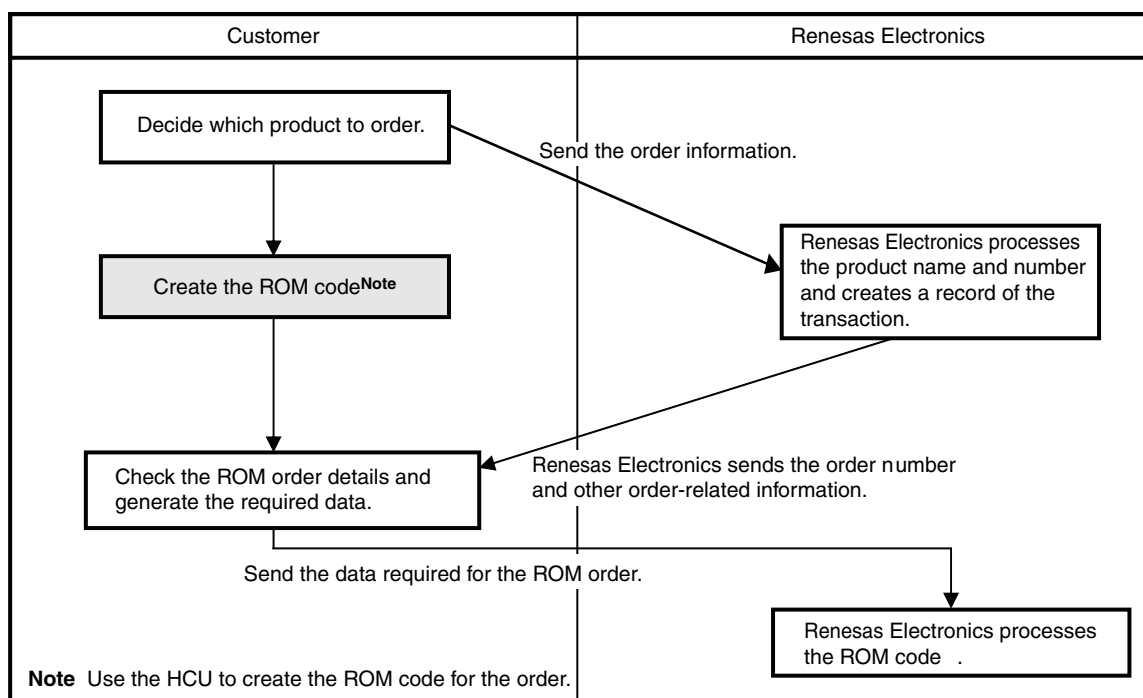 Customer
Renesas Electronics
Decide which product to order.
Send the order information.
Renesas Electronics processes
the product name and number
and creates a record of the
transaction.
Create the ROM codeNote
Check the ROM order details and
generate the required data.
Renesas Electronics sends the order number
and other order-related information.
Send the data required for the ROM order.
Renesas Electronics processes
the ROM code .
Note Use the HCU to create the ROM code for the order.